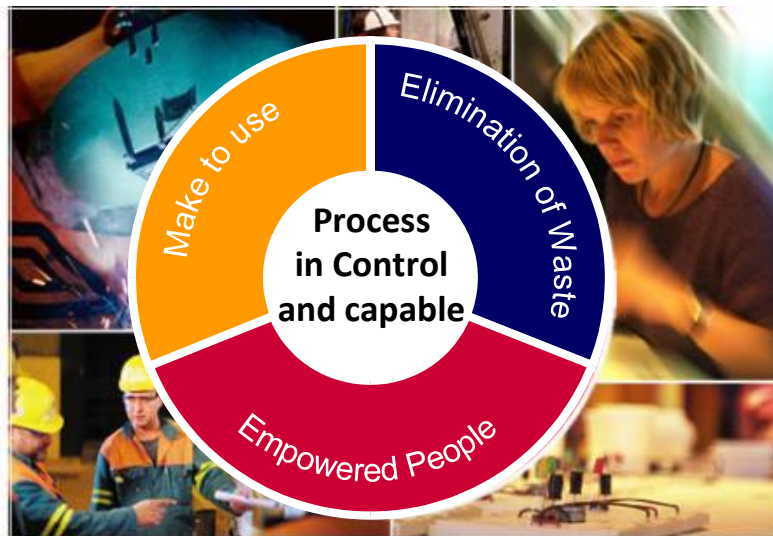 Make to use
Elimination of Waste
Process
in Control
and capable
Empowered People